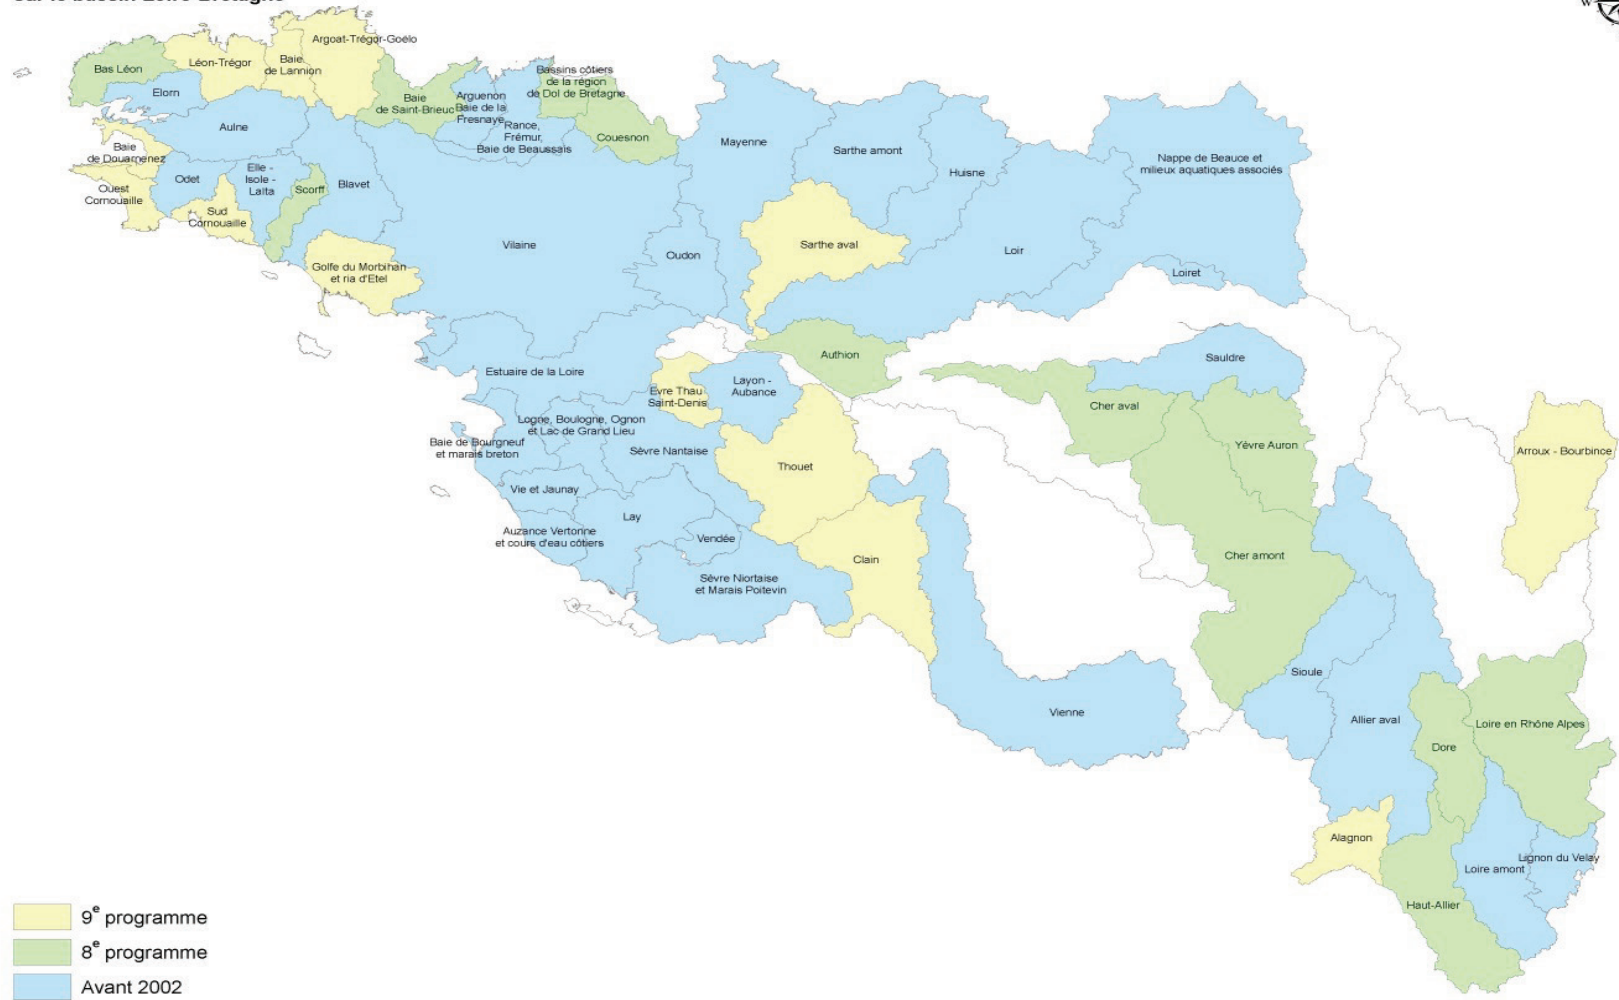 sur le bassin Loire-Bretagne
W
Argoat-Trégor-Goëlo
Bas Léon
Léon-Trégor
Baie
de Lannion
Elorn
Baie
de Saint-Brieuc
Arguenon
Baie de la
Fresnaye
Bassins côtiers
de la région
de Dol de Bretagne
Rance,
Frémur,
Baie de Beaussais
Couesnon
Aulne
Baie
de Douarnenez
Ouest
Cornouaille
Odet
Elle -
Isole -
Laïta
Scorff
Blavet
Sud
Cornouaille
Golfe du Morbihan
et ria d'Etel
Vilaine
Mayenne
Oudon
Sarthe amont
Huisne
Sarthe aval
Loir
Nappe de Beauce et
milieux aquatiques associés
Loiret
Authion
Sauldre
Estuaire de la Loire
Evre Thau
Saint-Denis
Layon -
Aubance
Cher aval
Yèvre Auron
Arroux - Bourbince
Logne, Boulogne, Ognon
et Lac de Grand Lieu
Baie de Bourgneuf
et marais breton
Sèvre Nantaise
Thouet
Vie et Jaunay
Lay
Auzance Vertonne
et cours d'eau côtiers
Vendée
Clain
Cher amont
Sèvre Niortaise
et Marais Poitevin
Vienne
Sioule
Allier aval
Dore
Loire en Rhône Alpes
Alagnon
Loire amont
Lignon du Velay
Haut-Allier
9e programme
8e programme
Avant 2002